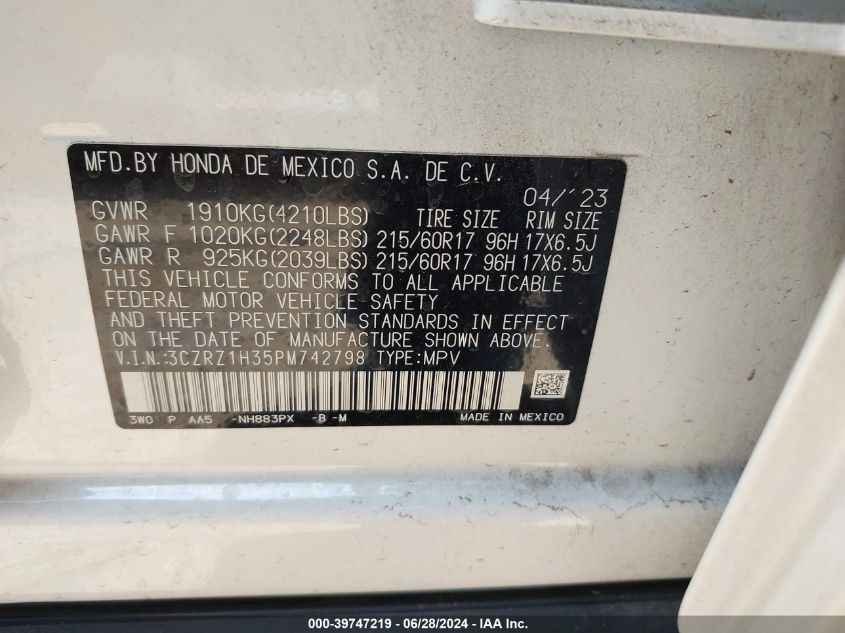 MFD.BY HONDA DE MEXICO S.A. DE C.V.
04/'23
GVWR 1910KG(4210LBS) TIRE SIZE RIM SIZE
GAWR F 1020KG(2248LBS) 215/60R17 96H 17X6.5J
GAWR R 925KG(2039LBS) 215/60R17 96H 17X6.5J
THIS VEHICLE CONFORMS TO ALL APPLICABLE
FEDERAL MOTOR VEHICLE SAFETY
AND THEFT PREVENTION STANDARDS IN EFFECT
ON THE DATE OF MANUFACTURE SHOWN ABOVE.
V.I.N.:3CZRZ1H35PM742798 TYPE:MPV
3W0 P AA5 -NH883PX -B -M MADE IN MEXICO
000-39747219 - 06/28/2024 - IAA Inc.